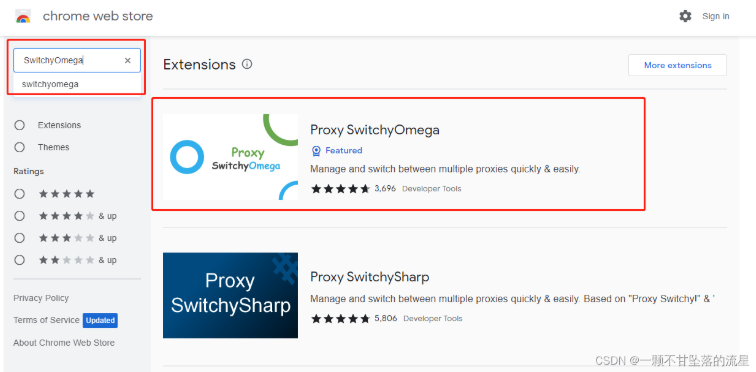 chrome web store
Sign in
SwitchyOmega
switchyomega
Extensions
Themes
Ratings
& up
& up
& up
Privacy Policy
Terms of Service Updated
About Chrome Web Store
Extensions
More extensions
Proxy
SwitchyOmega
Proxy SwitchyOmega
Featured
Manage and switch between multiple proxies quickly & easily.
3,696 Developer Tools
Proxy
SwitchySharp
Proxy SwitchySharp
Manage and switch between multiple proxies quickly & easily. Based on "Proxy Switchy!" & '
5,806 Developer Tools
CSDN @一颗不甘坠落的流星